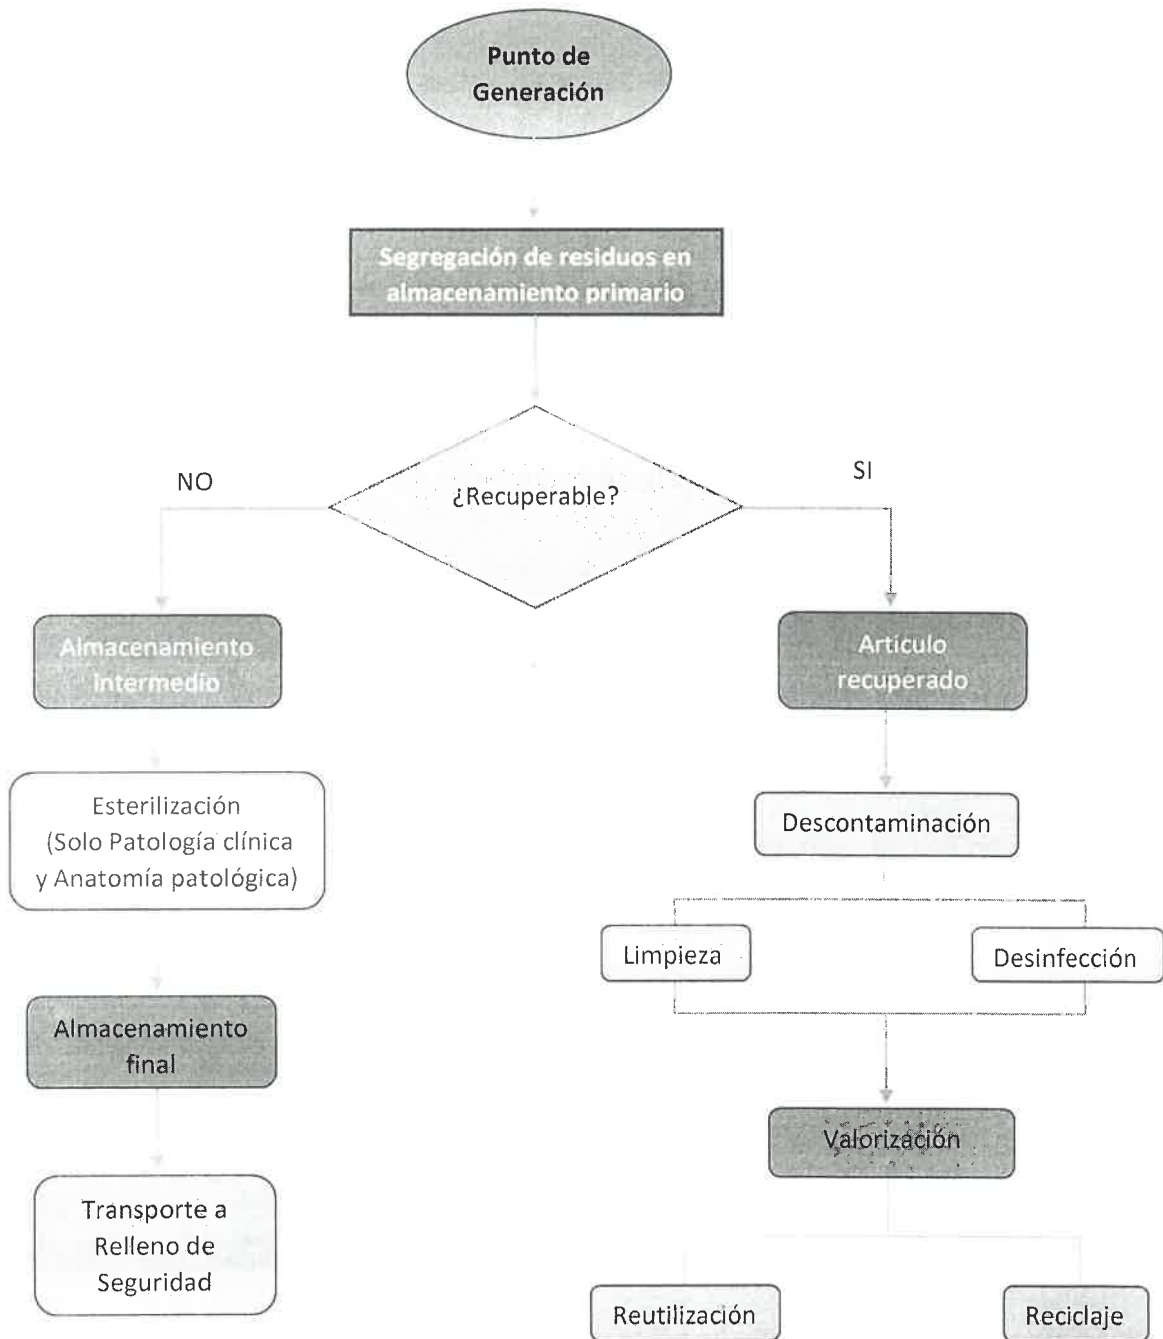 Punto de
Generación
Segregación de residuos en
almacenamiento primario
¿Recuperable?
NO
SI
Almacenamiento
intermedio
Articulo
recuperado
Esterilización
(Solo Patología clínica
y Anatomía patológica)
Descontaminación
Limpieza
Desinfección
Almacenamiento
final
Valorización
Transporte a
Relleno de
Seguridad
Reutilización
Reciclaje